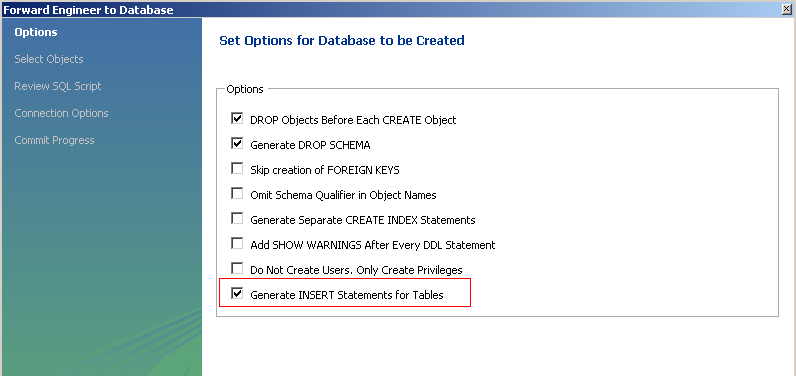 Forward Engineer to Database
Options
Select Objects
Review SQL Script
Connection Options
Commit Progress
Set Options for Database to be Created
Options
DROP Objects Before Each CREATE Object
Generate DROP SCHEMA
Skip creation of FOREIGN KEYS
Omit Schema Qualifier in Object Names
Generate Separate CREATE INDEX Statements
Add SHOW WARNINGS After Every DDL Statement
Do Not Create Users. Only Create Privileges
Generate INSERT Statements for Tables